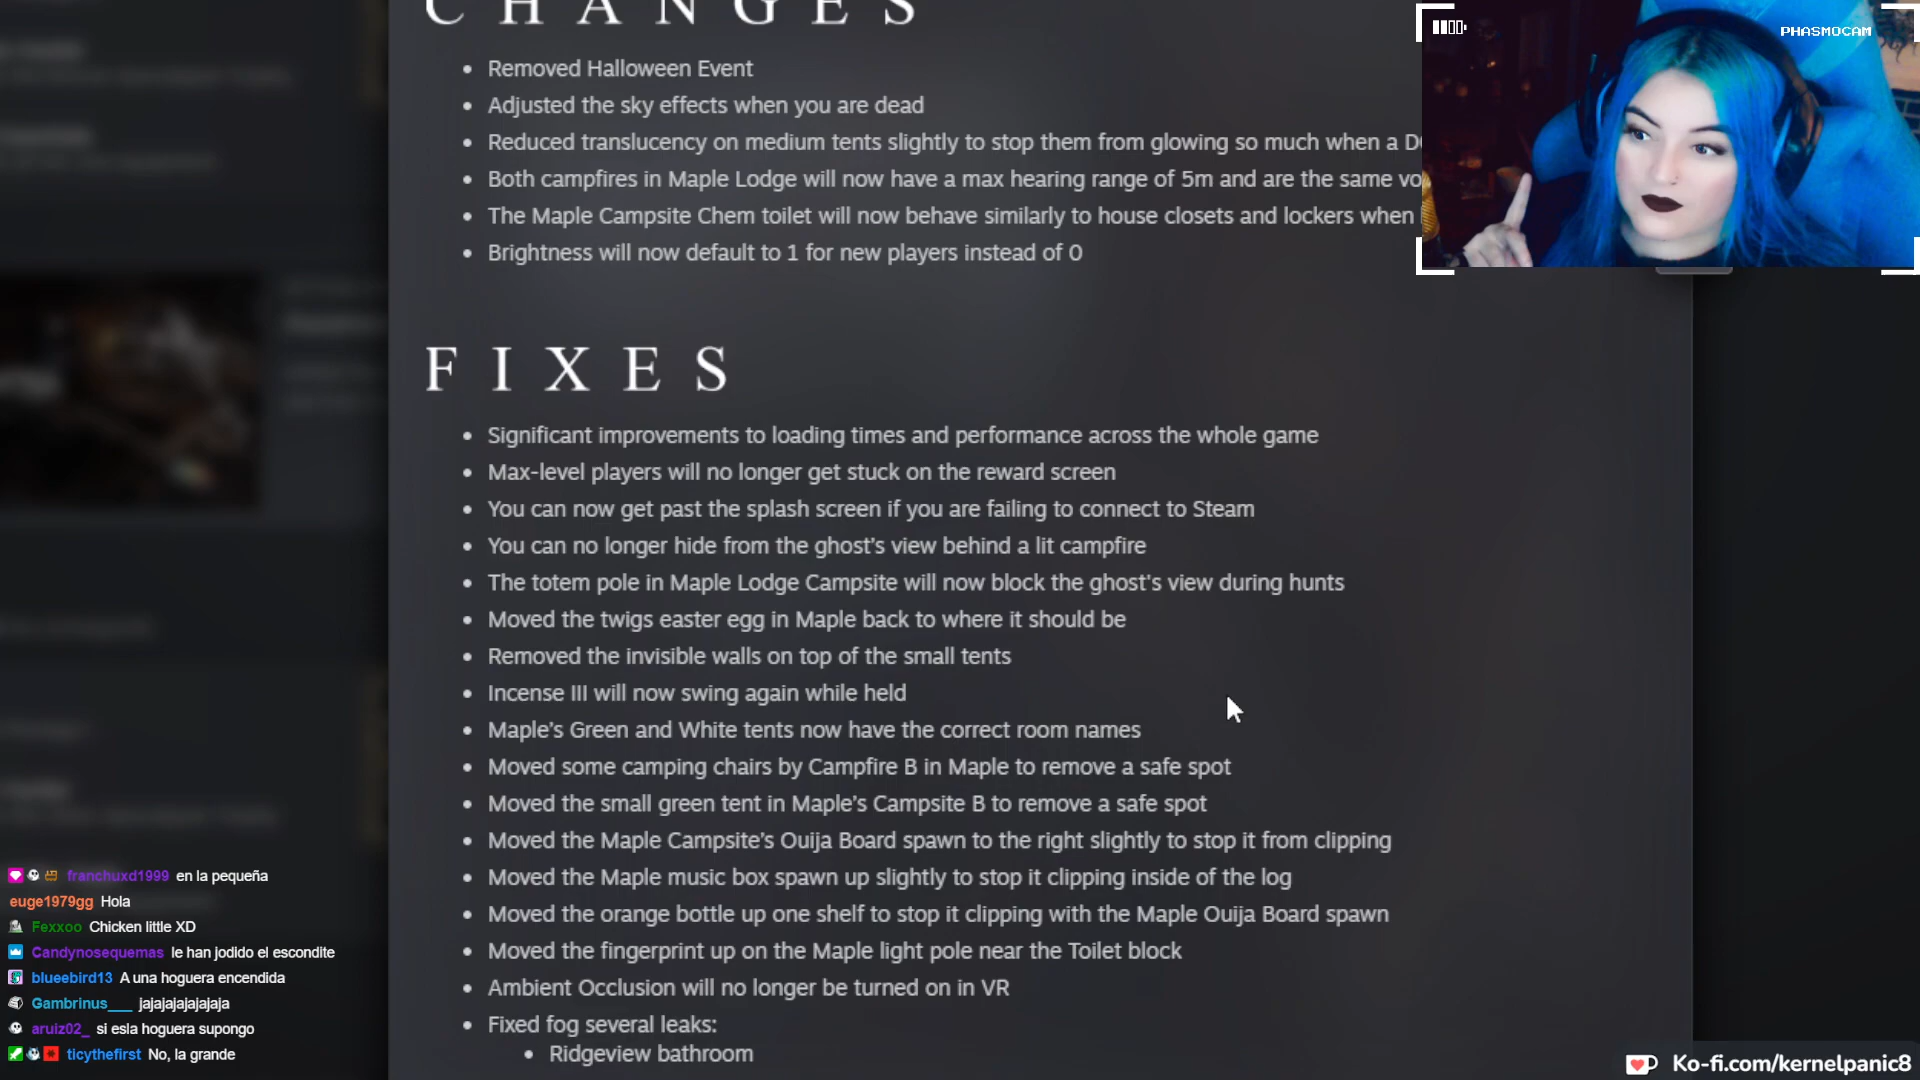 CHANGES
Removed Halloween Event
Adjusted the sky effects when you are dead
Reduced translucency on medium tents slightly to stop them from glowing so much when a
Both campfires in Maple Lodge will now have a max hearing range of 5m and are the same
The Maple Campsite Chem toilet will now behave similarly to house closets and lockers when
Brightness will now default to 1 for new players instead of 0
PHASMOCAM
FIXES
Significant improvements to loading times and performance across the whole game
Max-level players will no longer get stuck on the reward screen
You can now get past the splash screen if you are failing to connect to Steam
You can no longer hide from the ghost's view behind a lit campfire
The totem pole in Maple Lodge Campsite will now block the ghost's view during hunts
Moved the twigs easter egg in Maple back to where it should be
Removed the invisible walls on top of the small tents
Incense III will now swing again while held
Maple's Green and White tents now have the correct room names
Moved some camping chairs by Campfire B in Maple to remove a safe spot
Moved the small green tent in Maple's Campsite B to remove a safe spot
Moved the Maple Campsite's Ouija Board spawn to the right slightly to stop it from clipping
Moved the Maple music box spawn up slightly to stop it clipping inside of the log
Moved the orange bottle up one shelf to stop it clipping with the Maple Ouija Board spawn
Moved the fingerprint up on the Maple light pole near the Toilet block
Ambient Occlusion will no longer be turned on in VR
Fixed fog several leaks:
Ridgeview bathroom
franchuxd1999 en la pequeña
euge1979gg Hola
Fexxoo Chicken little XD
Candynosequemas le han jodido el escondite
blueebird13 A una hoguera encendida
Gambrinus___ jajajajajajaja
aruiz02_ si esla hoguera supongo
ticythefirst No, la grande
Ko-fi.com/kernelpanic8